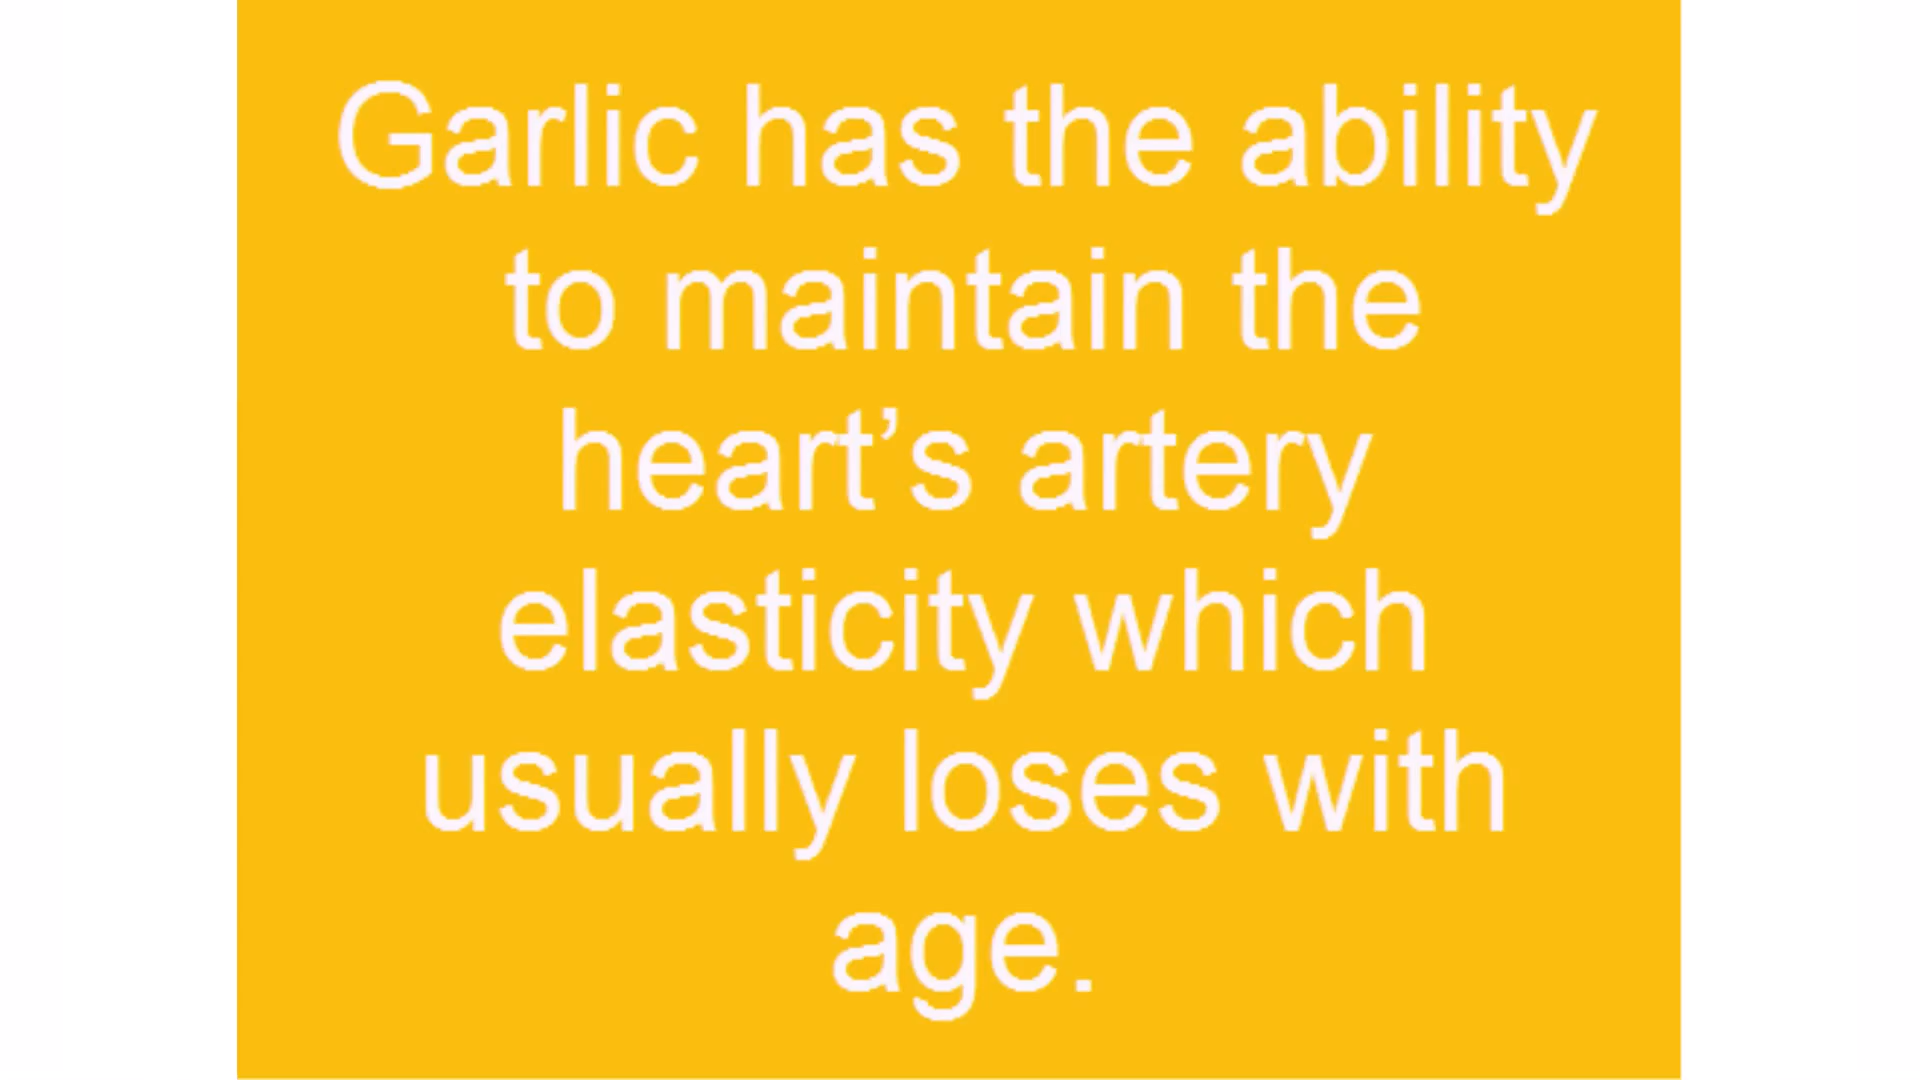 Garlic has the ability
to maintain the
heart’s artery
elasticity which
usually loses with
age.